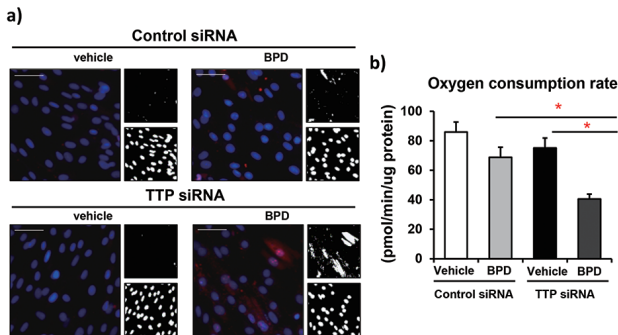 a)
Control siRNA
vehicle BPD
TTP siRNA
vehicle BPD
b)
Oxygen consumption rate
(pmol/min/ug protein)
100
80
60
40
20
0
*
*
Vehicle BPD Vehicle BPD
Control siRNA TTP siRNA